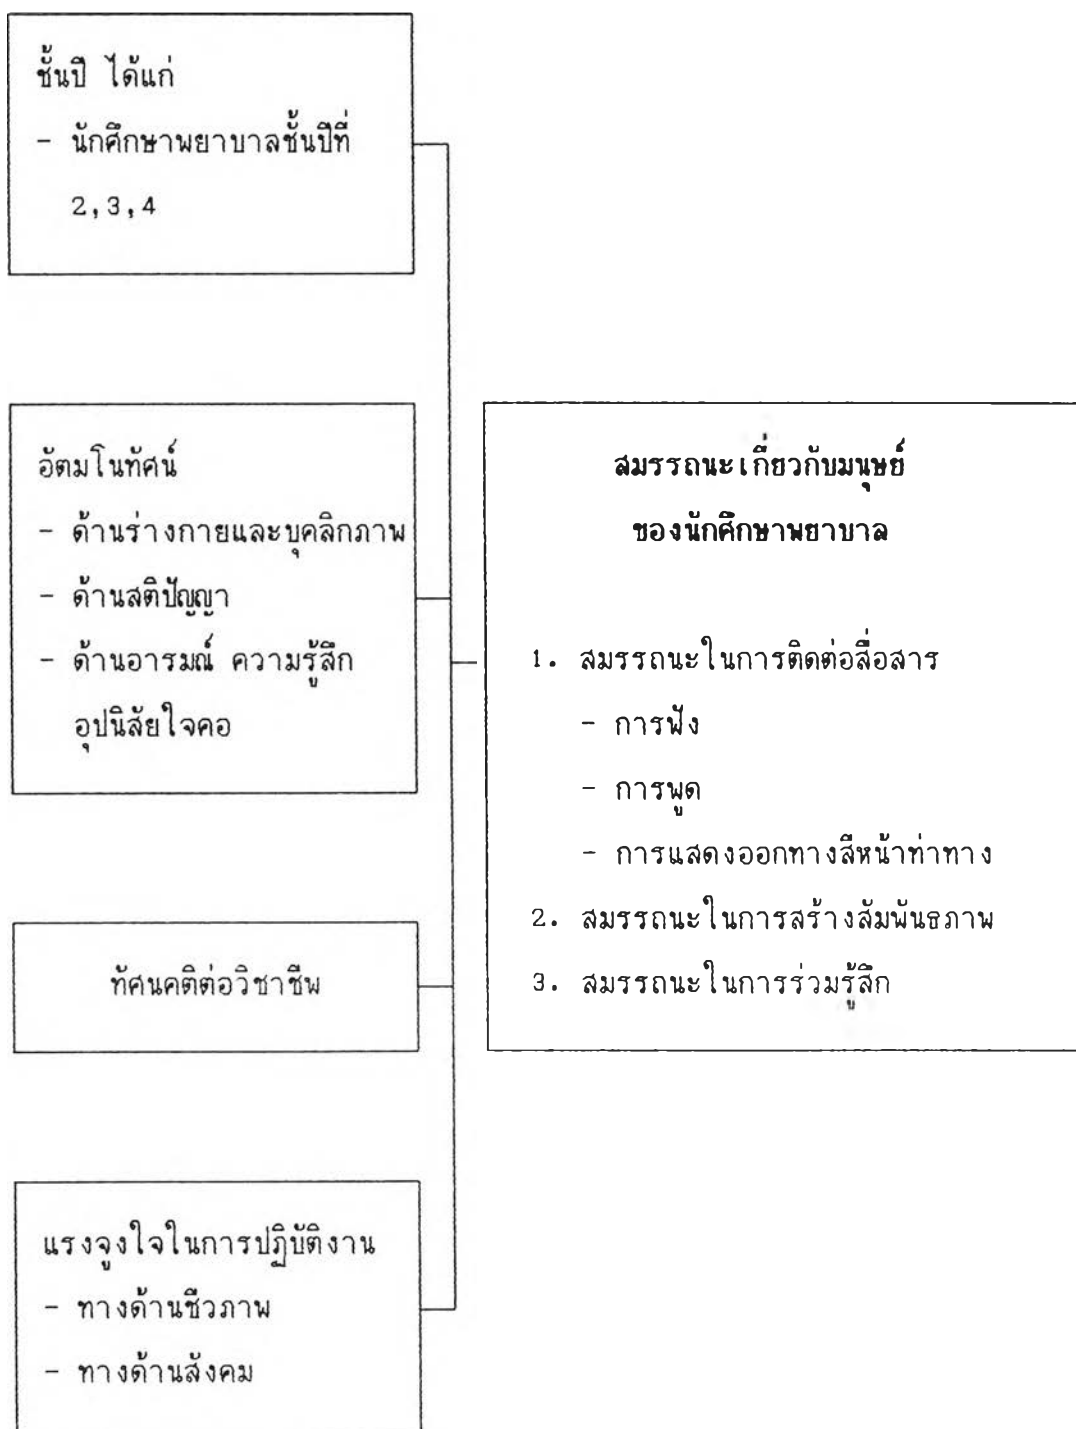 ชั้นปี ได้แก่
- นักศึกษาพยาบาลชั้นปีที่
2,3,4
อัตมโนทัศน์
- ด้านร่างกายและบุคลิกภาพ
- ด้านสติปัญญา
- ด้านอารมณ์ ความรู้สึก
อุปนิสัยใจคอ
ทัศนคติต่อวิชาชีพ
แรงจูงใจในการปฏิบัติงาน
- ทางด้านชีวภาพ
- ทางด้านสังคม
สมรรถนะเกี่ยวกับมนุษย์
ของนักศึกษาพยาบาล
1. สมรรถนะในการติดต่อสื่อสาร
- การฟัง
- การพูด
- การแสดงออกทางสีหน้าท่าทาง
2. สมรรถนะในการสร้างสัมพันธภาพ
3. สมรรถนะในการร่วมรู้สึก